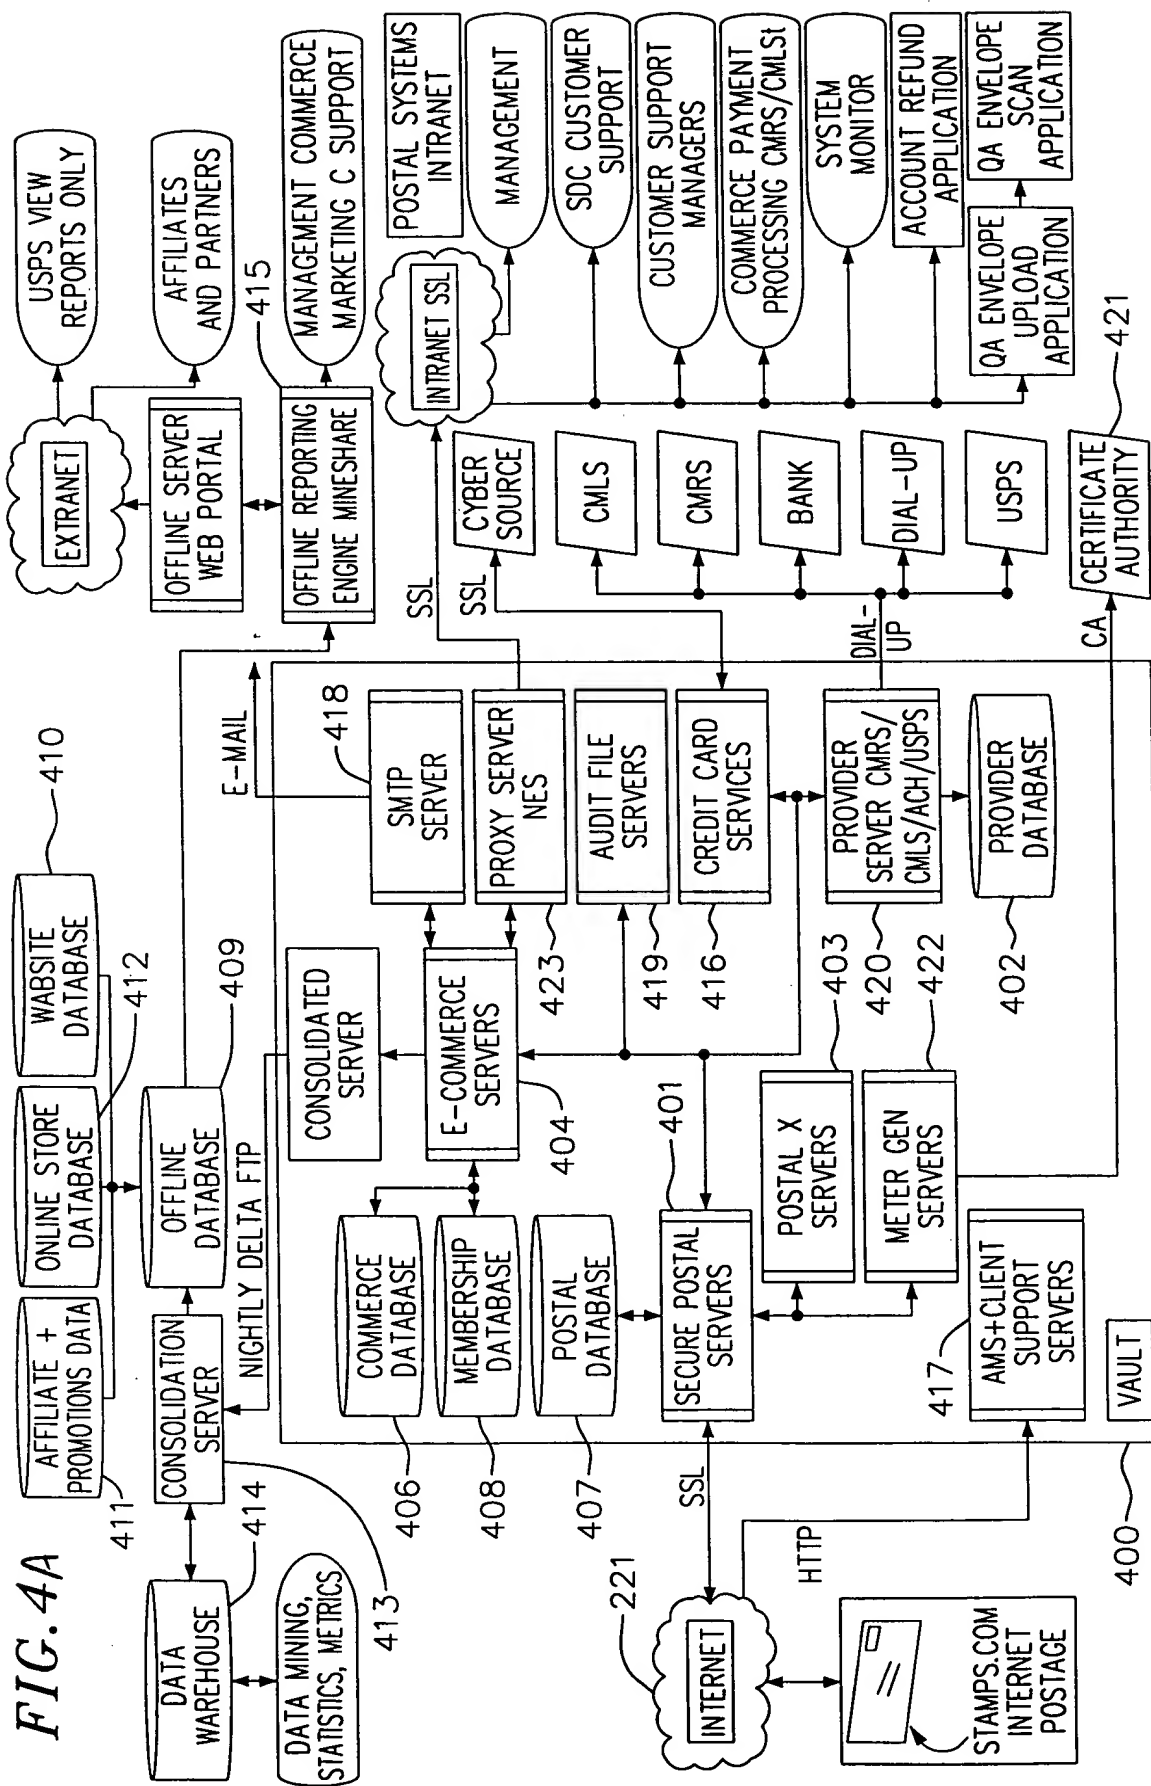 FIG. 4A
AFFILIATE +
PROMOTIONS DATA
411
ONLINE STORE
DATABASE
412
WABSITE
DATABASE
410
DATA
WAREHOUSE
414
DATA MINING,
STATISTICS, METRICS
413
CONSOLIDATION
SERVER
OFFLINE
DATABASE
409
NIGHTLY DELTA FTP
E-MAIL
EXTRANET
USPS VIEW
REPORTS ONLY
OFFLINE SERVER
WEB PORTAL
AFFILIATES
AND PARTNERS
OFFLINE REPORTING
ENGINE MINESHARE
415
MANAGEMENT COMMERCE
MARKETING C SUPPORT
CONSOLIDATED
SERVER
COMMERCE
DATABASE
406
MEMBERSHIP
DATABASE
408
POSTAL
DATABASE
407
E-COMMERCE
SERVERS
404
SMTP
SERVER
418
PROXY SERVER
NES
423
AUDIT FILE
SERVERS
419
CREDIT CARD
SERVICES
416
SECURE POSTAL
SERVERS
401
POSTAL X
SERVERS
403
METER GEN
SERVERS
422
PROVIDER
SERVER CMRS/
CMLS/ACH/USPS
420
PROVIDER
DATABASE
402
AMS+CLIENT
SUPPORT
SERVERS
417
VAULT
400
INTERNET
221
SSL
HTTP
STAMPS.COM
INTERNET
POSTAGE
SSL
SSL
DIAL-
UP
CA
CYBER
SOURCE
CMLS
CMRS
BANK
DIAL-UP
USPS
CERTIFICATE
AUTHORITY
421
INTRANET SSL
POSTAL SYSTEMS
INTRANET
MANAGEMENT
SDC CUSTOMER
SUPPORT
CUSTOMER SUPPORT
MANAGERS
COMMERCE PAYMENT
PROCESSING CMRS/CMLSt
SYSTEM
MONITOR
ACCOUNT REFUND
APPLICATION
QA ENVELOPE
UPLOAD
APPLICATION
QA ENVELOPE
SCAN
APPLICATION